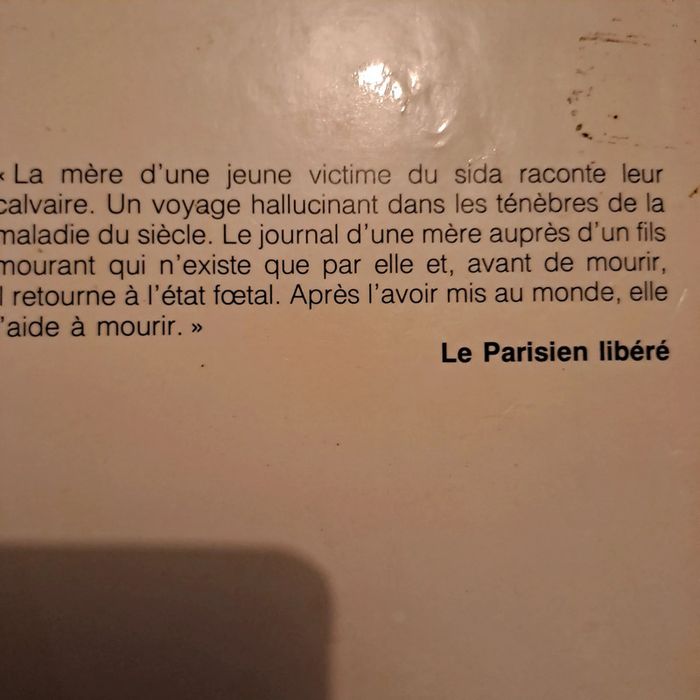 « La mère d'une jeune victime du sida raconte leur
calvaire. Un voyage hallucinant dans les ténèbres de la
maladie du siècle. Le journal d'une mère auprès d'un fils
mourant qui n'existe que par elle et, avant de mourir,
il retourne à l'état fœtal. Après l'avoir mis au monde, elle
l'aide à mourir. »
Le Parisien libéré